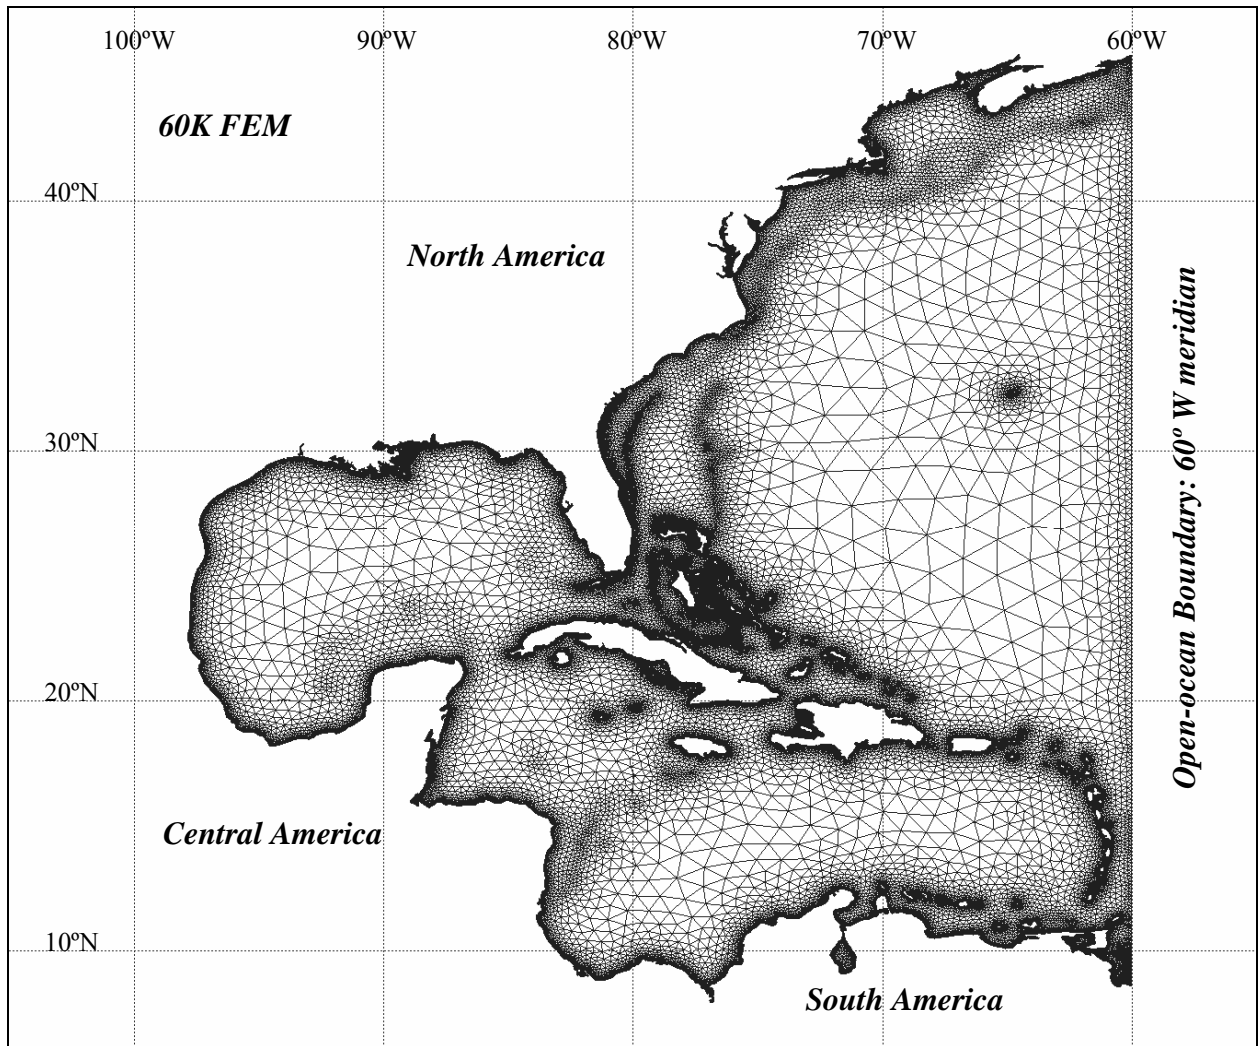 100ºW 90ºW 80ºW 70ºW 60ºW
60K FEM
40ºN
North America
30ºN
Open-ocean Boundary: 60º W meridian
20ºN
Central America
10ºN
South America